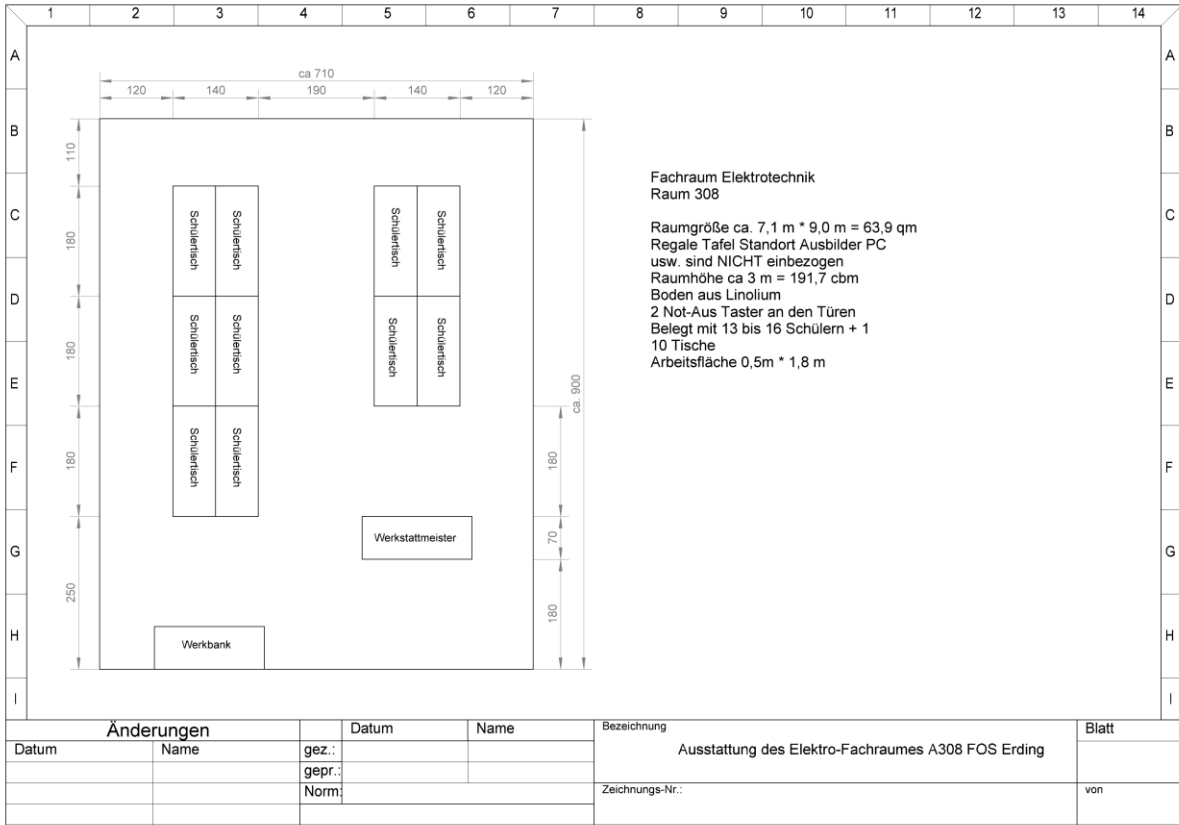 1 2 3 4 5 6 7 8 9 10 11 12 13 14
A A
B B
C C
D D
E E
F F
G G
H H
I I
ca 710
120 140 190 140 120
110
180
180
180
250
ca. 900
180
70
180
Schülertisch Schülertisch Schülertisch Schülertisch
Schülertisch Schülertisch Schülertisch Schülertisch
Schülertisch Schülertisch
Werkstattmeister
Werkbank
Fachraum Elektrotechnik
Raum 308
Raumgröße ca. 7,1 m * 9,0 m = 63,9 qm
Regale Tafel Standort Ausbilder PC
usw. sind NICHT einbezogen
Raumhöhe ca 3 m = 191,7 cbm
Boden aus Linolium
2 Not-Aus Taster an den Türen
Belegt mit 13 bis 16 Schülern + 1
10 Tische
Arbeitsfläche 0,5m * 1,8 m
Änderungen Datum Name
Datum Name gez.:
gepr.:
Norm:
Bezeichnung
Ausstattung des Elektro-Fachraumes A308 FOS Erding
Zeichnungs-Nr.:
Blatt
von